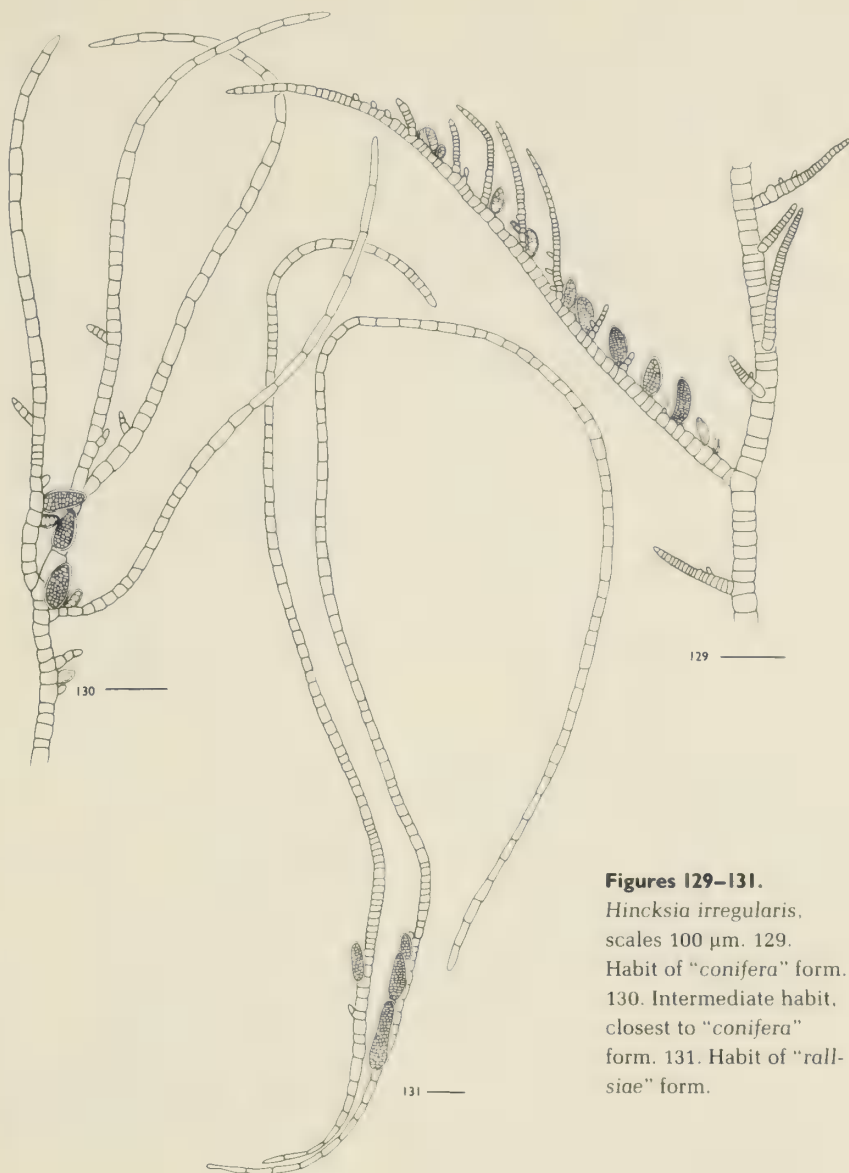 129
130
131
Figures 129–131.
Hincksia irregularis,
scales 100 μm. 129.
Habit of "conifera" form.
130. Intermediate habit,
closest to "conifera"
form. 131. Habit of "rall-
siae" form.